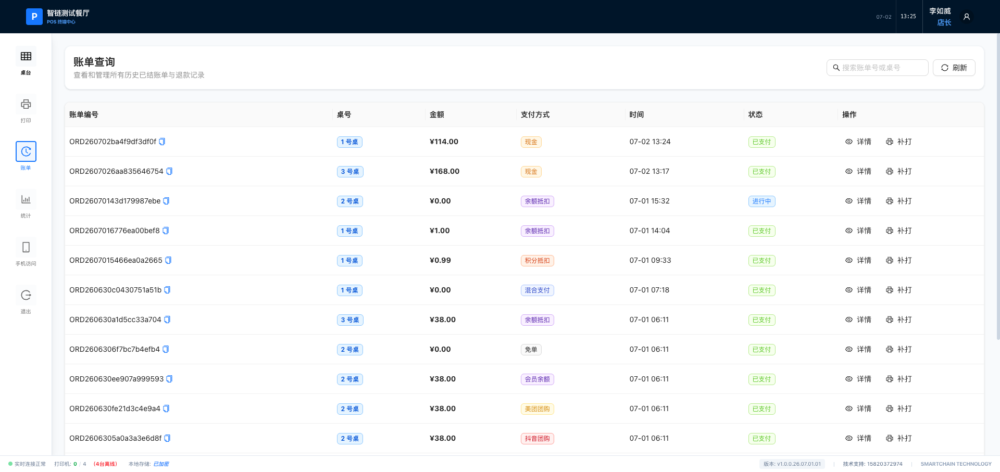 P
智链测试餐厅
POS 终端中心
07-02
13:25
李如威
店长
桌台
打印
账单
统计
手机访问
退出
账单查询
查看和管理所有历史已结账单与退款记录
搜索账单号或桌号
刷新
账单编号 桌号 金额 支付方式 时间 状态 操作
ORD260702ba4f9df3df0f 1 号桌 ¥114.00 现金 07-02 13:24 已支付 详情 补打
ORD2607026aa835646754 3 号桌 ¥168.00 现金 07-02 13:17 已支付 详情 补打
ORD26070143d179987ebe 2 号桌 ¥0.00 余额抵扣 07-01 15:32 进行中 详情 补打
ORD2607016776ea00bef8 1 号桌 ¥1.00 余额抵扣 07-01 14:04 已支付 详情 补打
ORD2607015466ea0a2665 1 号桌 ¥0.99 积分抵扣 07-01 09:33 已支付 详情 补打
ORD260630c0430751a51b 1 号桌 ¥0.00 混合支付 07-01 07:18 已支付 详情 补打
ORD260630a1d5cc33a704 3 号桌 ¥38.00 余额抵扣 07-01 06:11 已支付 详情 补打
ORD2606306f7bc7b4efb4 2 号桌 ¥0.00 免单 07-01 06:11 已支付 详情 补打
ORD260630ee907a999593 2 号桌 ¥38.00 会员余额 07-01 06:11 已支付 详情 补打
ORD260630fe21d3c4e9a4 2 号桌 ¥38.00 美团团购 07-01 06:11 已支付 详情 补打
ORD2606305a0a3a3e6d8f 2 号桌 ¥38.00 抖音团购 07-01 06:11 已支付 详情 补打
实时连接正常 打印机: 0 / 4 (4台离线) 本地存储: 已加密
版本: v1.0.0.26.07.01.01 | 技术支持: 15820372974 | SMARTCHAIN TECHNOLOGY